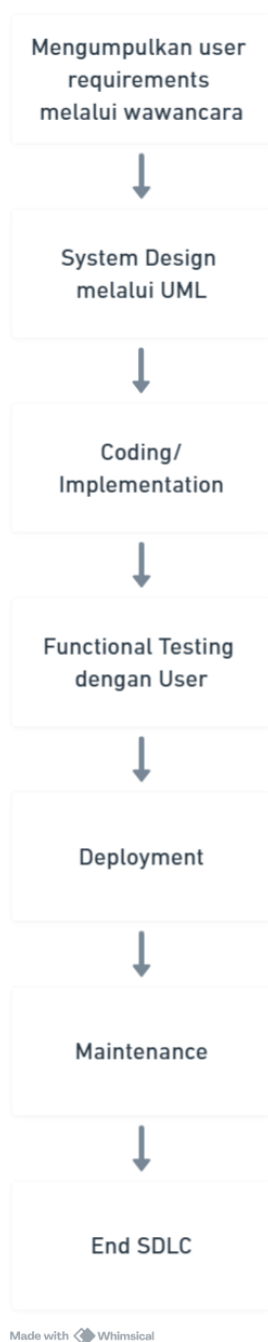 Mengumpulkan user
requirements
melalui wawancara
System Design
melalui UML
Coding/
Implementation
Functional Testing
dengan User
Deployment
Maintenance
End SDLC
Made with Whimsical